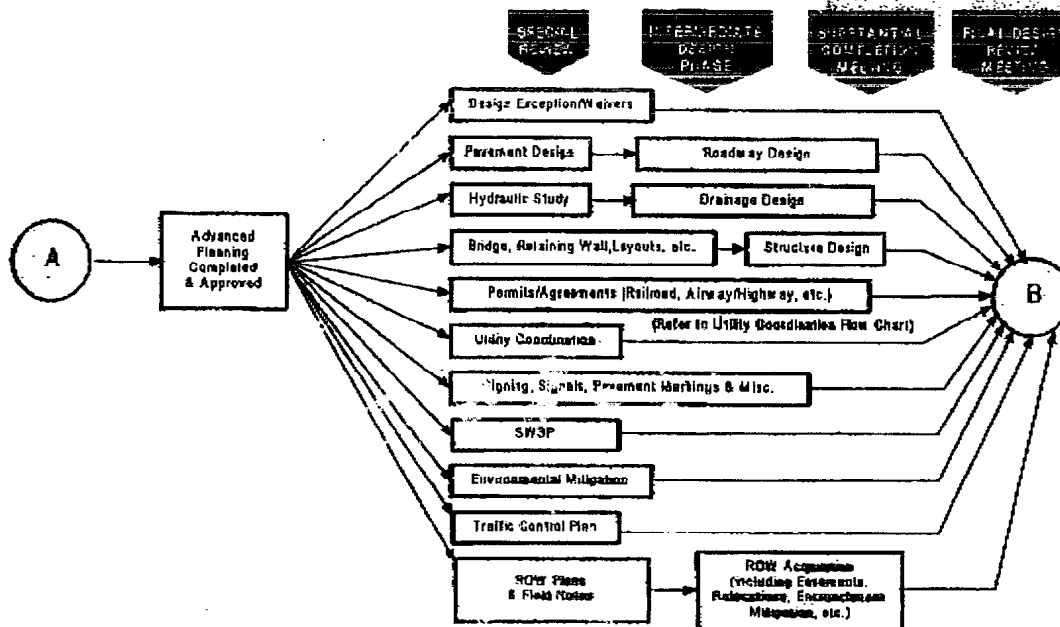 SPECIAL
REVIEW
INTERMEDIATE
DESIGN
PHASE
SUBSTANTIAL
COMPLETION
MEETING
FINAL DESIGN
REVIEW
MEETING
Design Exception/Waivers
Pavement Design
Roadway Design
Hydraulic Study
Drainage Design
A
Advanced
Planning
Completed
& Approved
Bridge, Retaining Wall,Layouts, etc.
Structure Design
Permits/Agreements (Railroad, Airway/Highway, etc.)
B
(Refer to Utility Coordination Flow Chart)
Utility Coordination
Signing, Signals, Pavement Markings & Misc.
SW3P
Environmental Mitigation
Traffic Control Plan
ROW Plans
& Field Notes
ROW Acquisition
(including Easements,
Relocations, Encroachment
Mitigation, etc.)